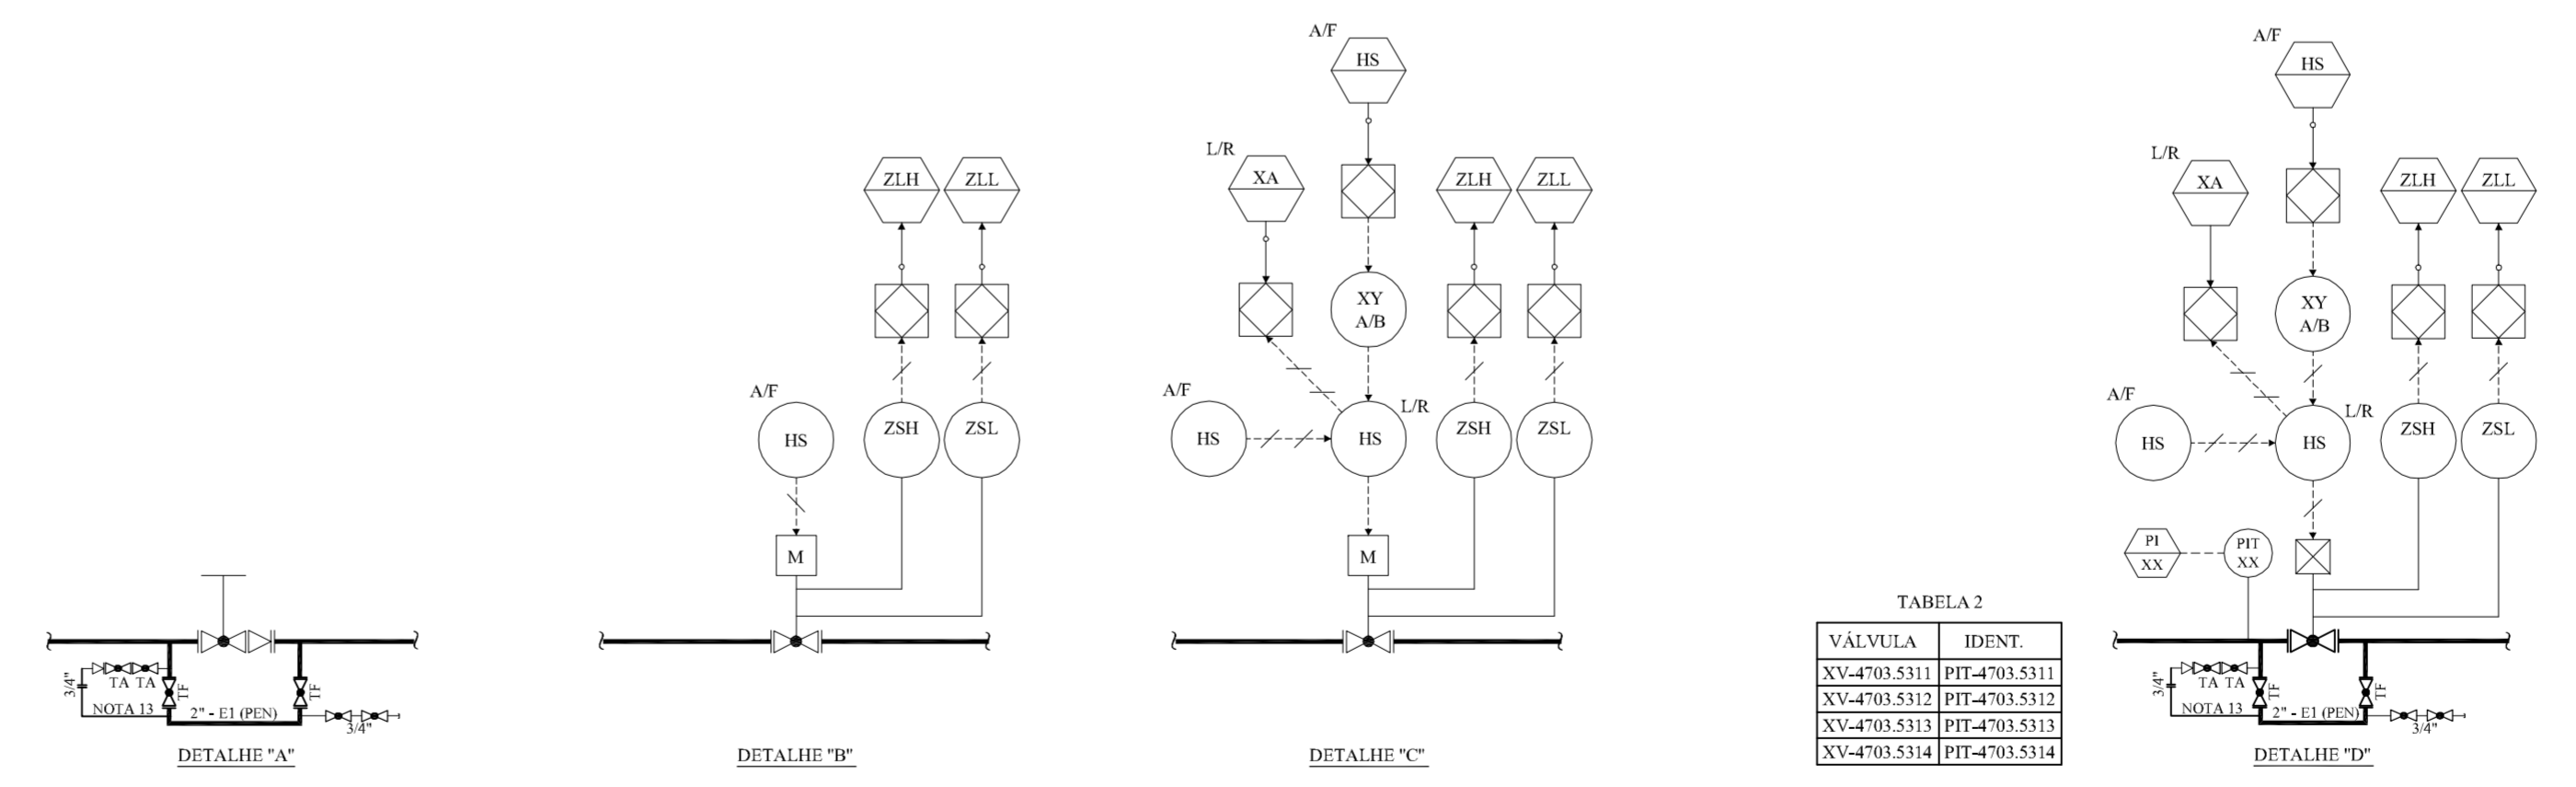 TA TA
TF
TF
3/4"
NOTA 13
2" - E1 (PEN)
3/4"
DETALHE "A"
ZLH
ZLL
A/F
HS
ZSH
ZSL
M
DETALHE "B"
A/F
HS
L/R
XA
ZLH
ZLL
XY
A/B
A/F
HS
L/R
HS
ZSH
ZSL
M
DETALHE "C"
TABELA 2
VÁLVULA IDENT.
XV-4703.5311 PIT-4703.5311
XV-4703.5312 PIT-4703.5312
XV-4703.5313 PIT-4703.5313
XV-4703.5314 PIT-4703.5314
A/F
HS
L/R
XA
ZLH
ZLL
XY
A/B
A/F
HS
L/R
HS
ZSH
ZSL
PI
XX
PIT
XX
TA TA
TF
TF
3/4"
NOTA 13
2" - E1 (PEN)
3/4"
DETALHE "D"